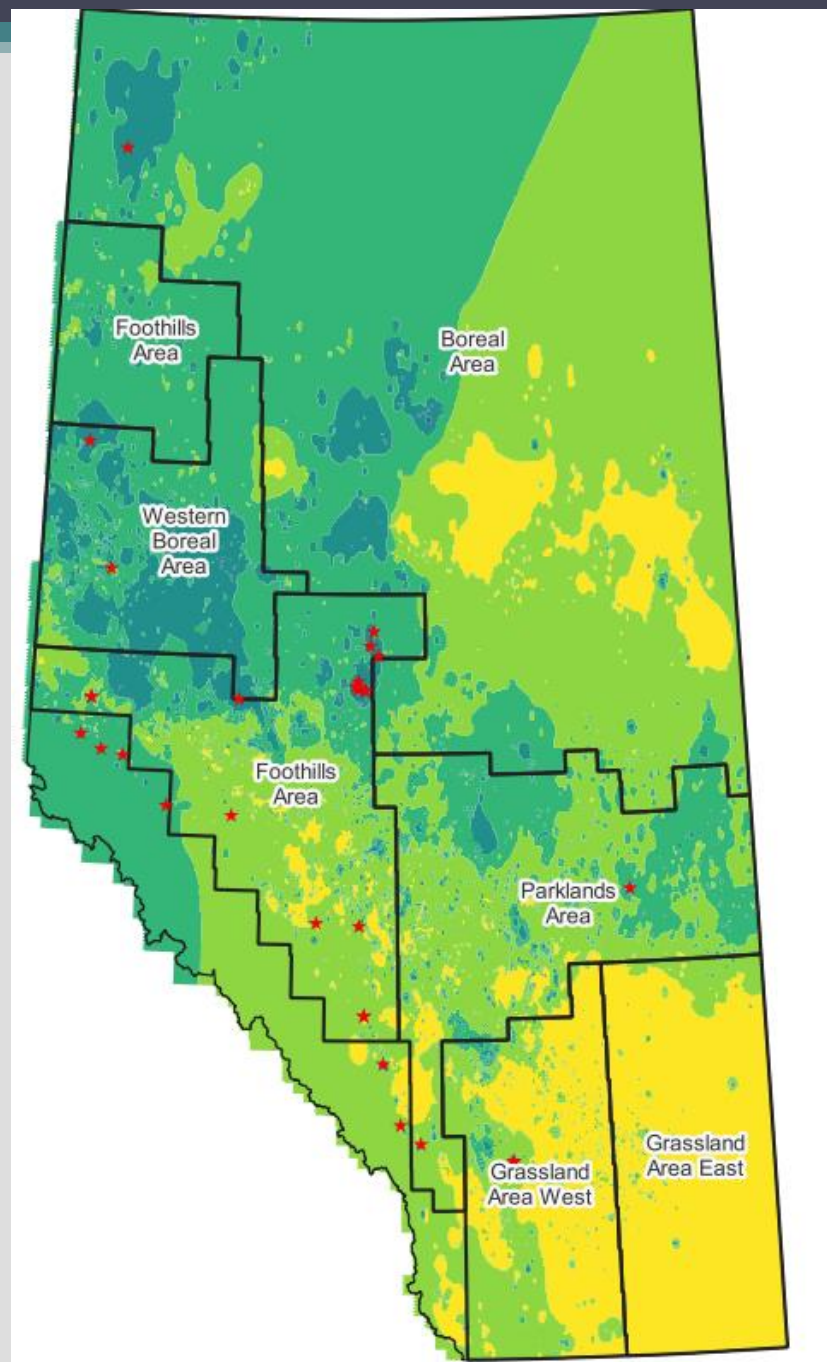 Foothills
Area
Boreal
Area
Western
Boreal
Area
Foothills
Area
Parklands
Area
Grassland
Area West
Grassland
Area East